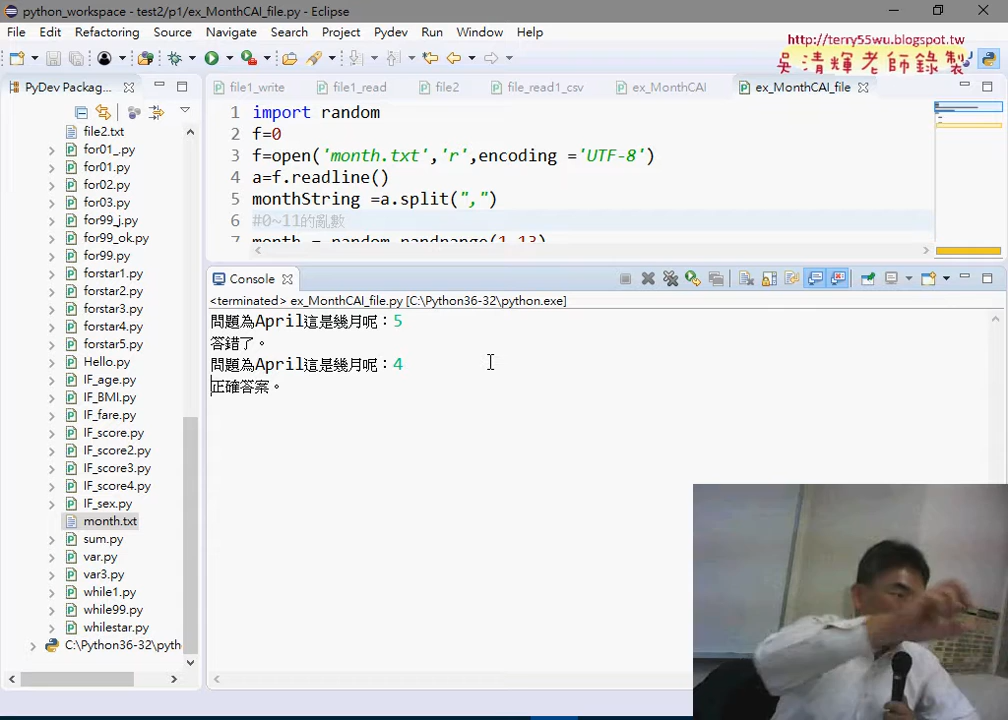 python_workspace - test2/p1/ex_MonthCAI_file.py - Eclipse
File Edit Refactoring Source Navigate Search Project Pydev Run Window Help
http://terry55wu.blogspot.tw
吳清輝老師錄製
PyDev Packag...
file1_write file1_read file2 file_read1_csv ex_MonthCAI ex_MonthCAI_file
file2.txt
for01_.py
for01.py
for02.py
for03.py
for99_j.py
for99_ok.py
for99.py
forstar1.py
forstar2.py
forstar3.py
forstar4.py
forstar5.py
Hello.py
IF_age.py
IF_BMI.py
IF_fare.py
IF_score.py
IF_score2.py
IF_score3.py
IF_score4.py
IF_sex.py
month.txt
sum.py
var.py
var3.py
while1.py
while99.py
whilestar.py
C:\Python36-32\pyth
1 import random
2 f=0
3 f=open('month.txt','r',encoding ='UTF-8')
4 a=f.readline()
5 monthString =a.split(",")
6 #0~11的亂數
7 month = random.randrange(1,13)
Console
<terminated> ex_MonthCAI_file.py [C:\Python36-32\python.exe]
問題為April這是幾月呢：5
答錯了。
問題為April這是幾月呢：4
正確答案。